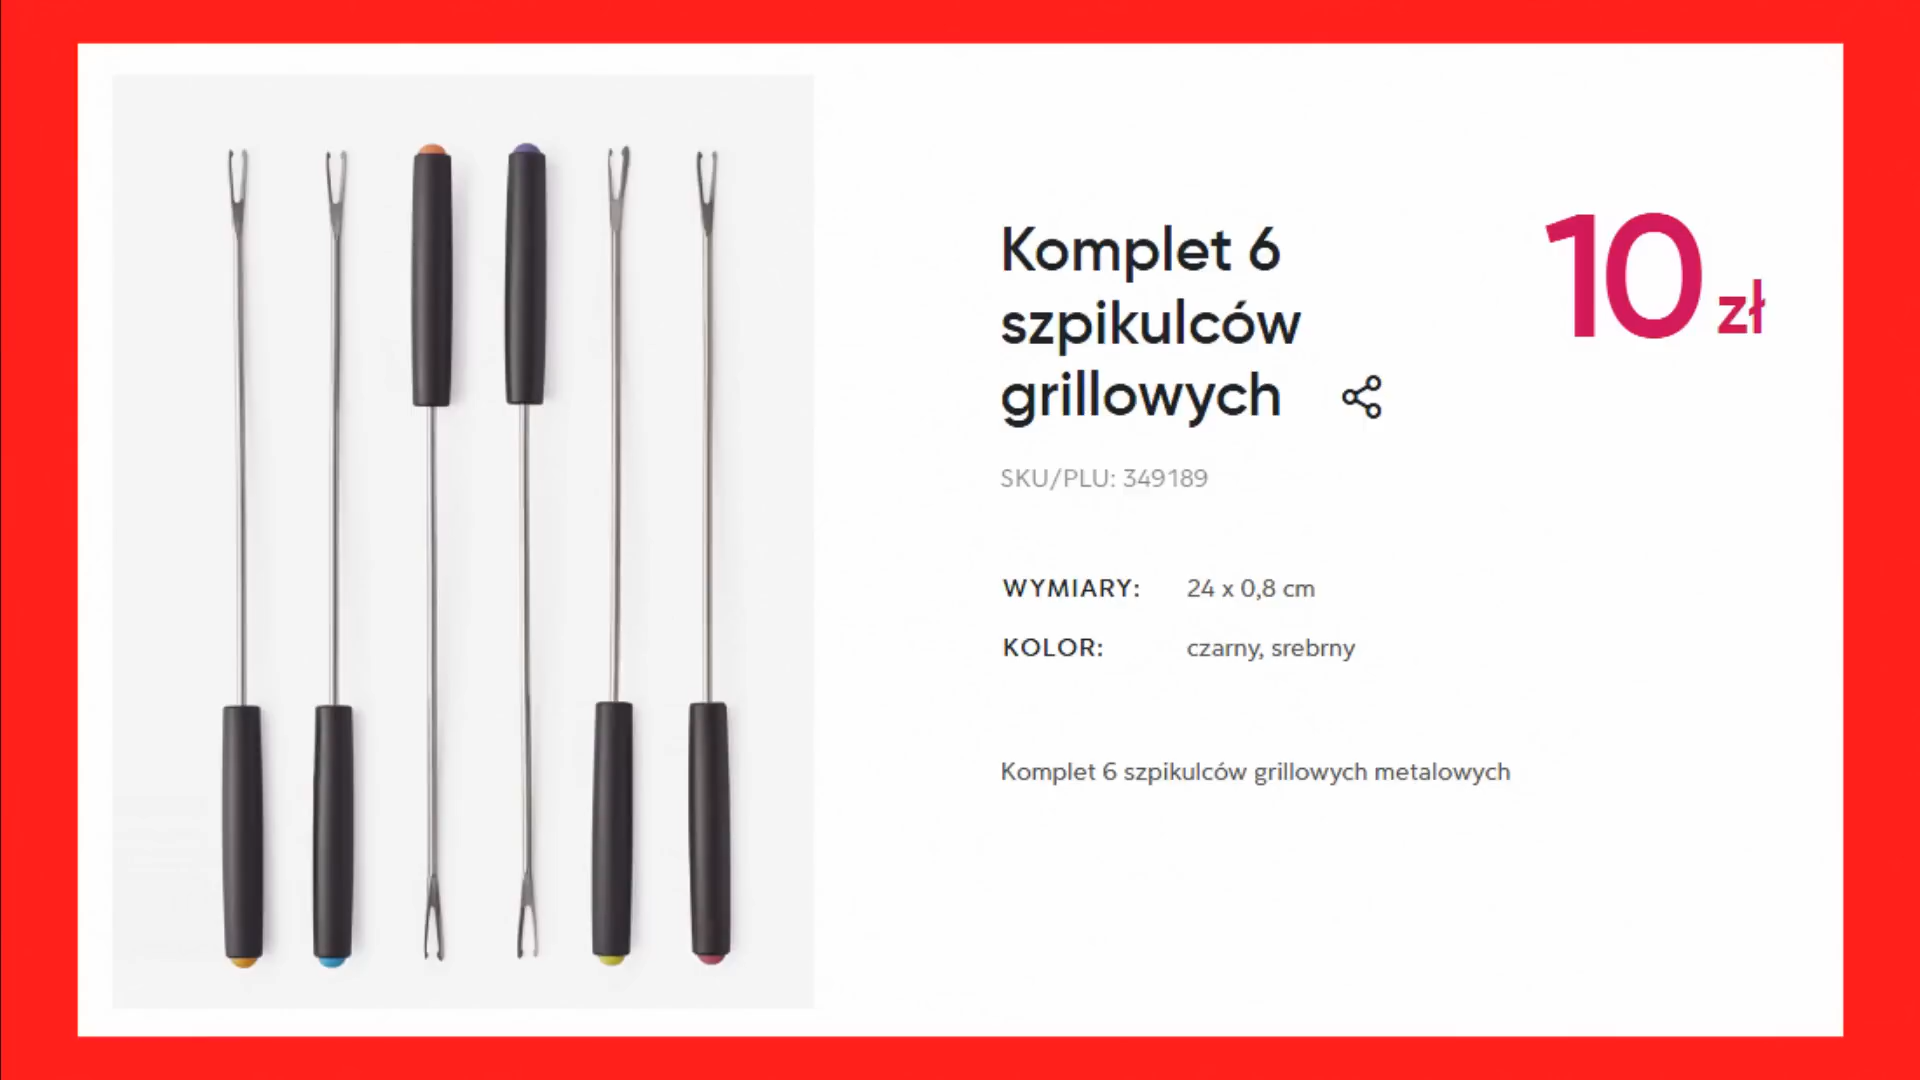 Komplet 6
szpikulców
grillowych
10 zł
SKU/PLU: 349189
WYMIARY: 24 x 0,8 cm
KOLOR: czarny, srebrny
Komplet 6 szpikulców grillowych metalowych